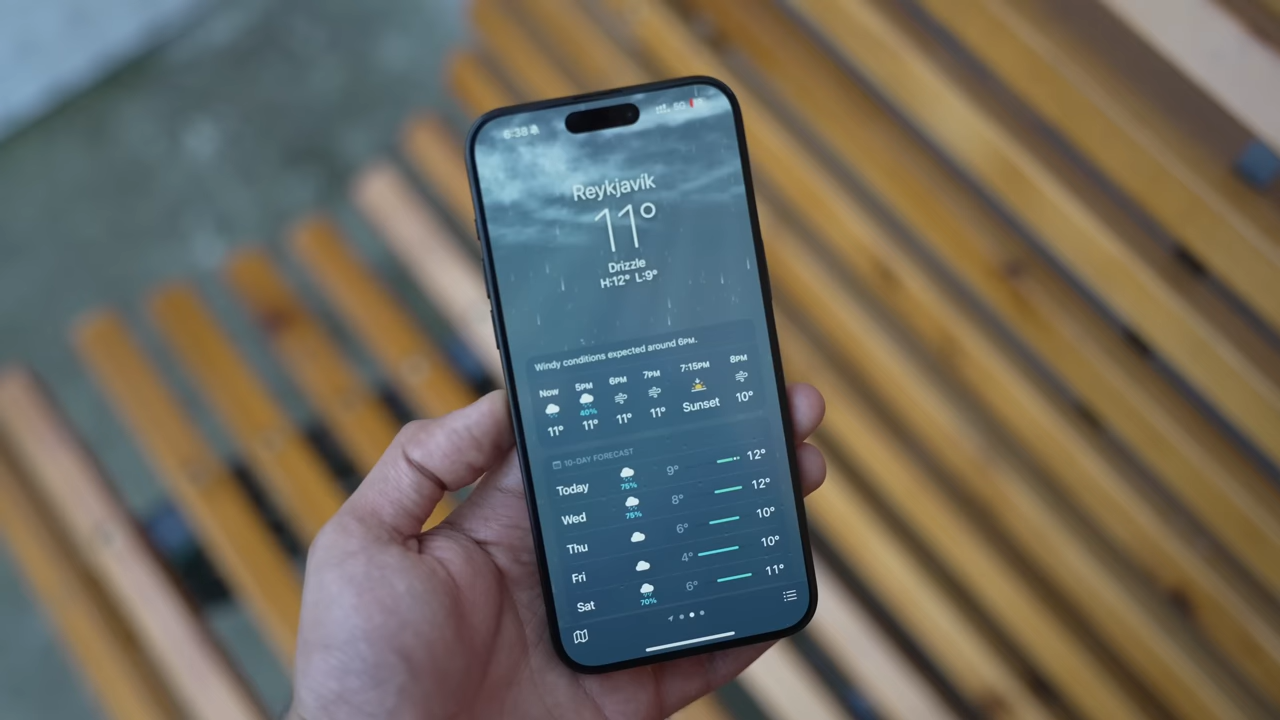 6:38
5G
Reykjavík
11°
Drizzle
H:12° L:9°
Windy conditions expected around 6PM.
Now 5PM 6PM 7PM 7:15PM 8PM
40%
11° 11° 11° 11° Sunset 10°
10-DAY FORECAST
Today 75% 9° 12°
Wed 75% 8° 12°
Thu 6° 10°
Fri 4° 10°
Sat 70% 6° 11°